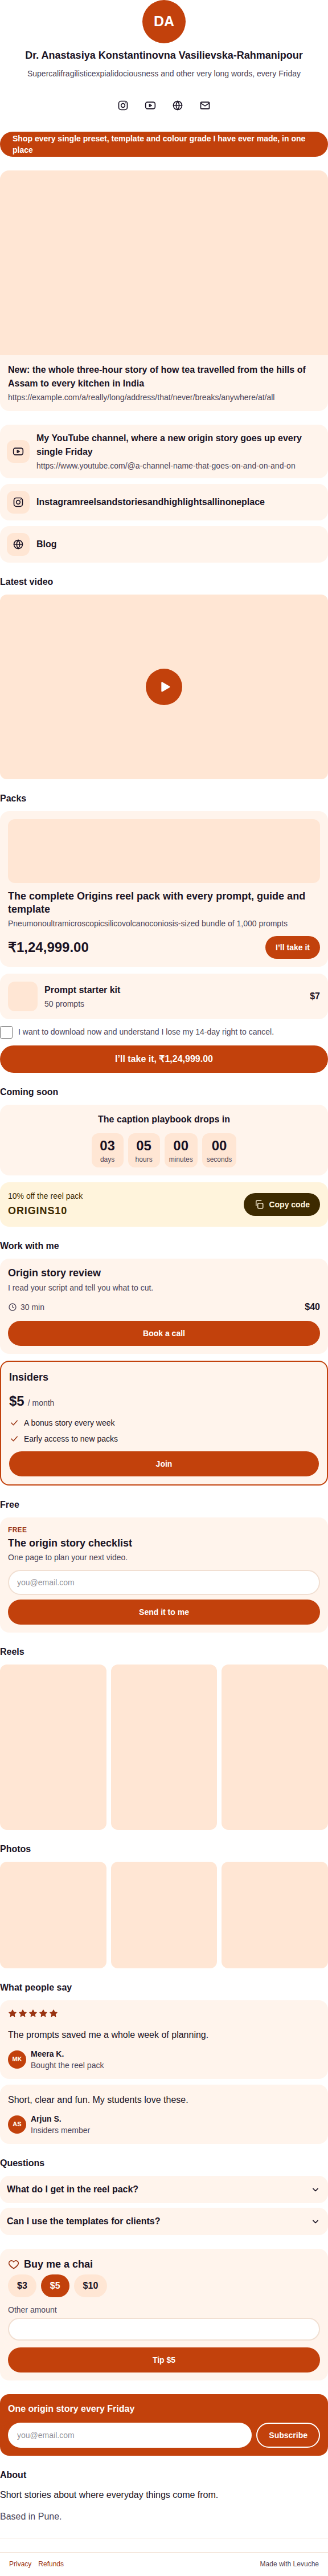 DA
Dr. Anastasiya Konstantinovna Vasilievska-Rahmanipour
Supercalifragilisticexpialidociousness and other very long words, every Friday
Shop every single preset, template and colour grade I have ever made, in one
place
New: the whole three-hour story of how tea travelled from the hills of
Assam to every kitchen in India
https://example.com/a/really/long/address/that/never/breaks/anywhere/at/all
My YouTube channel, where a new origin story goes up every
single Friday
https://www.youtube.com/@a-channel-name-that-goes-on-and-on-and-on
Instagramreelsandstoriesandhighlightsallinoneplace
Blog
Latest video
Packs
The complete Origins reel pack with every prompt, guide and
template
Pneumonoultramicroscopicsilicovolcanoconiosis-sized bundle of 1,000 prompts
₹1,24,999.00
I’ll take it
Prompt starter kit
50 prompts
$7
I want to download now and understand I lose my 14-day right to cancel.
I’ll take it, ₹1,24,999.00
Coming soon
The caption playbook drops in
03 05 00 00
days hours minutes seconds
10% off the reel pack
ORIGINS10
Copy code
Work with me
Origin story review
I read your script and tell you what to cut.
30 min
$40
Book a call
Insiders
$5 / month
A bonus story every week
Early access to new packs
Join
Free
FREE
The origin story checklist
One page to plan your next video.
you@email.com
Send it to me
Reels
Photos
What people say
The prompts saved me a whole week of planning.
MK
Meera K.
Bought the reel pack
Short, clear and fun. My students love these.
AS
Arjun S.
Insiders member
Questions
What do I get in the reel pack?
Can I use the templates for clients?
Buy me a chai
$3 $5 $10
Other amount
Tip $5
One origin story every Friday
you@email.com
Subscribe
About
Short stories about where everyday things come from.
Based in Pune.
Privacy Refunds
Made with Levuche